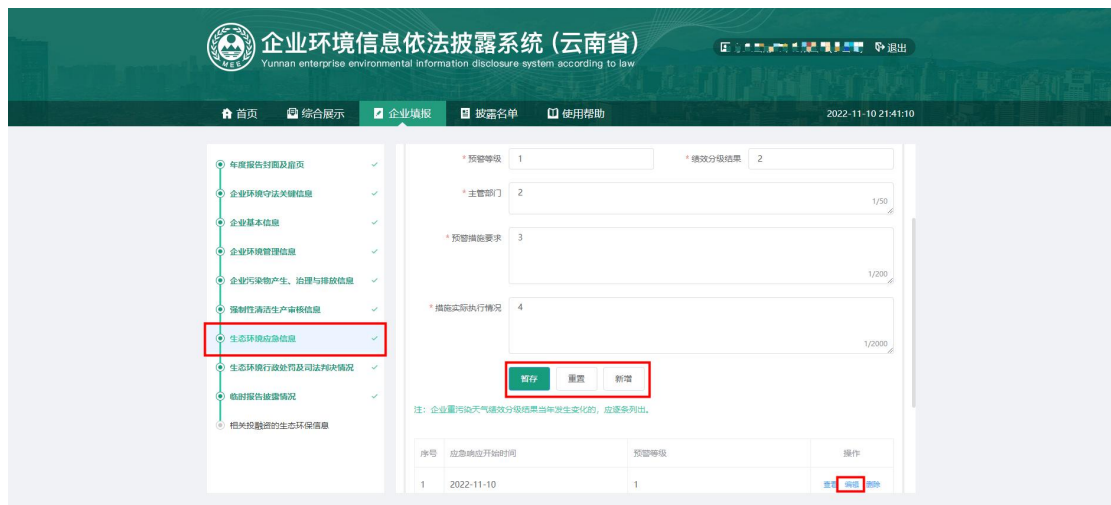 企业环境信息依法披露系统 (云南省)
Yunnan enterprise environmental information disclosure system according to law
退出
首页 综合展示 企业填报 披露名单 使用帮助 2022-11-10 21:41:10
年度报告封面及扉页
企业环境守法关键信息
企业基本信息
企业环境管理信息
企业污染物产生、治理与排放信息
强制性清洁生产审核信息
生态环境应急信息
生态环境行政处罚及司法判决情况
临时报告披露情况
相关投融资的生态环保信息
* 预警等级 1 * 绩效分级结果 2
* 主管部门 2
1/50
* 预警措施要求 3
1/200
* 措施实际执行情况 4
1/2000
暂存 重置 新增
注：企业重污染天气绩效分级结果当年发生变化的，应逐条列出。
序号 应急响应开始时间 预警等级 操作
1 2022-11-10 1 查看 编辑 删除